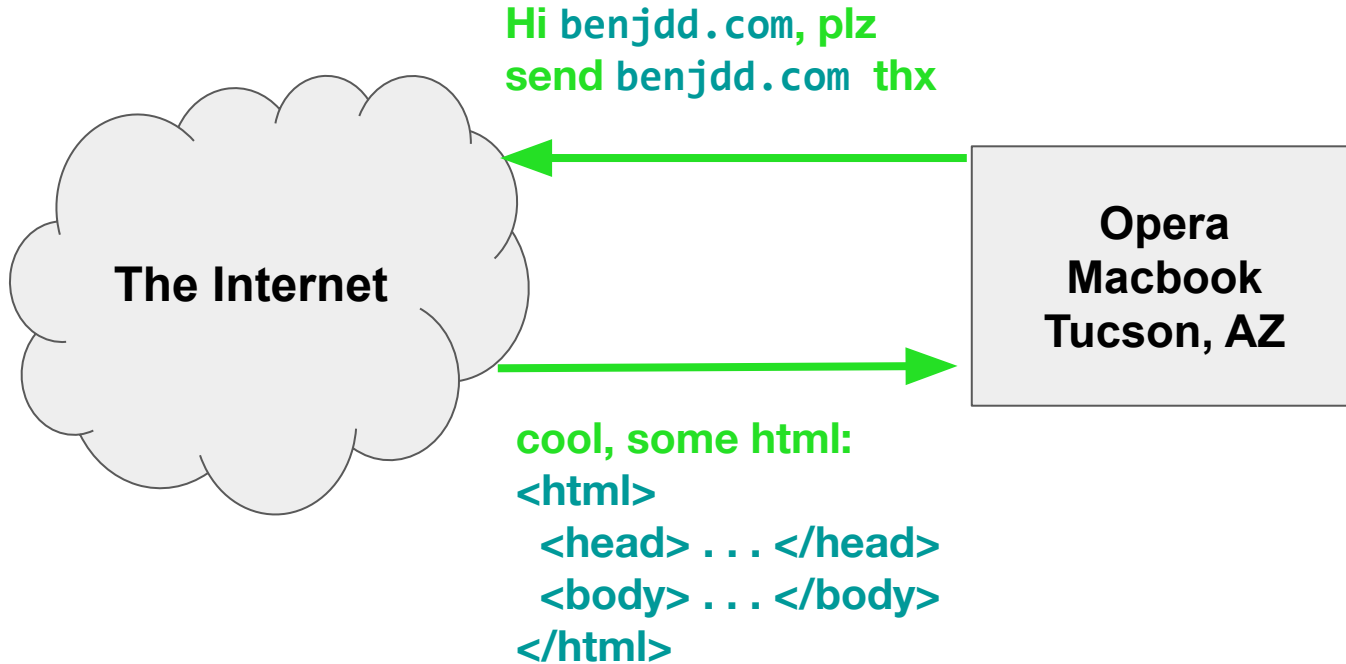 Hi benjdd.com, plz
send benjdd.com thx
The Internet
Opera
Macbook
Tucson, AZ
cool, some html:
<html>
<head> . . . </head>
<body> . . . </body>
</html>